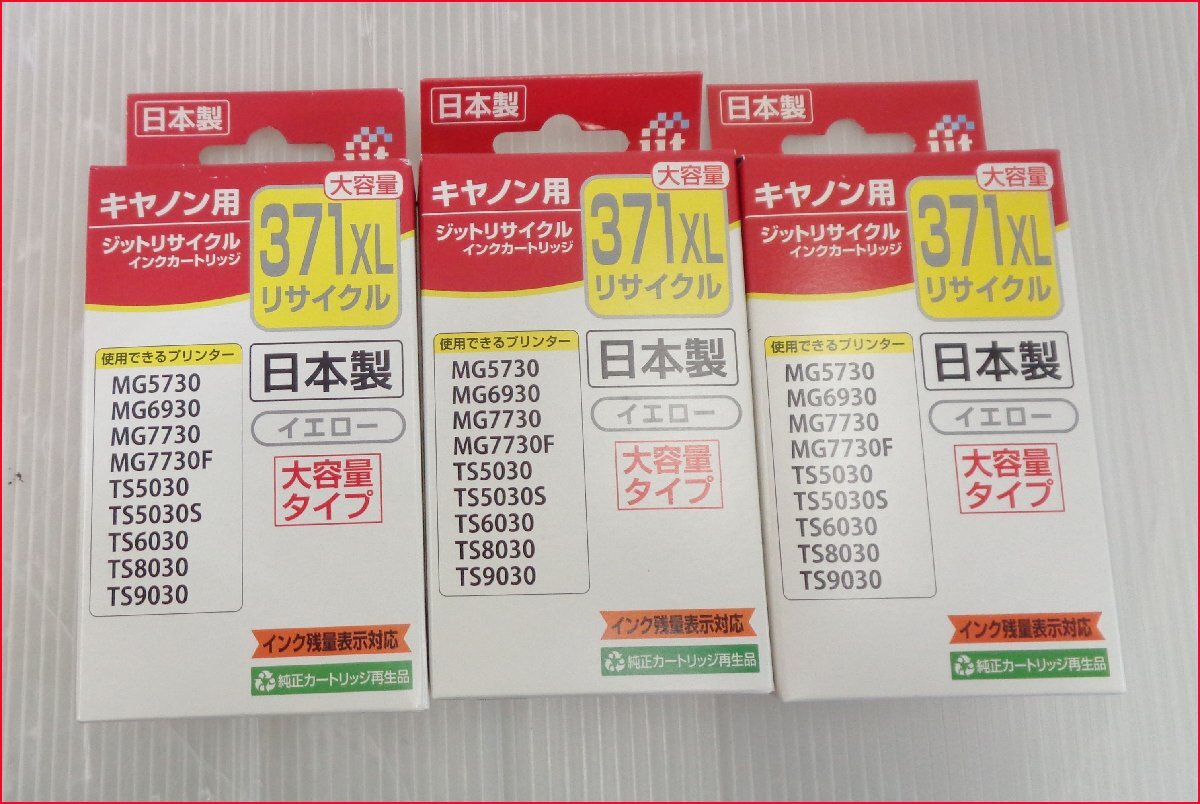 日本製
jit
大容量
キヤノン用
371XL
ジットリサイクル
インクカートリッジ
リサイクル
使用できるプリンター
日本製
MG5730
MG6930
MG7730
MG7730F
TS5030
TS5030S
TS6030
TS8030
TS9030
イエロー
大容量
タイプ
インク残量表示対応
純正カートリッジ再生品
日本製
jit
大容量
キヤノン用
371XL
ジットリサイクル
インクカートリッジ
リサイクル
使用できるプリンター
日本製
MG5730
MG6930
MG7730
MG7730F
TS5030
TS5030S
TS6030
TS8030
TS9030
イエロー
大容量
タイプ
インク残量表示対応
純正カートリッジ再生品
日本製
jit
大容量
キヤノン用
371XL
ジットリサイクル
インクカートリッジ
リサイクル
使用できるプリンター
日本製
MG5730
MG6930
MG7730
MG7730F
TS5030
TS5030S
TS6030
TS8030
TS9030
イエロー
大容量
タイプ
インク残量表示対応
純正カートリッジ再生品